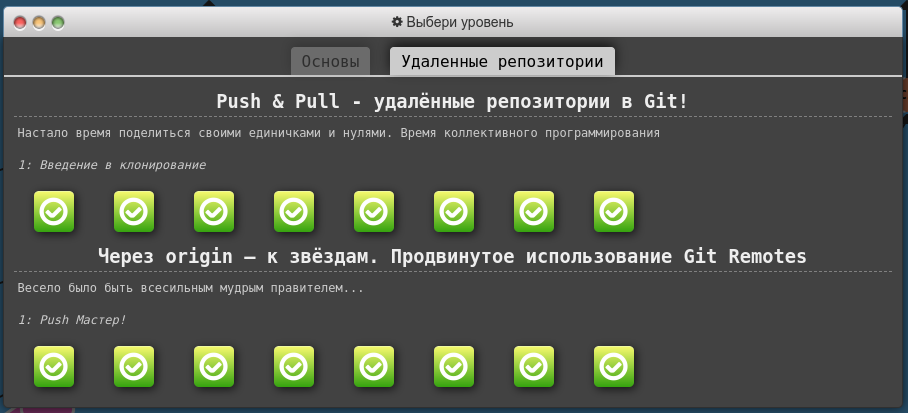 Выбери уровень
Основы
Удаленные репозитории
Push & Pull - удалённые репозитории в Git!
Настало время поделиться своими единичками и нулями. Время коллективного программирования
1: Введение в клонирование
Через origin – к звёздам. Продвинутое использование Git Remotes
Весело было быть всесильным мудрым правителем...
1: Push Мастер!